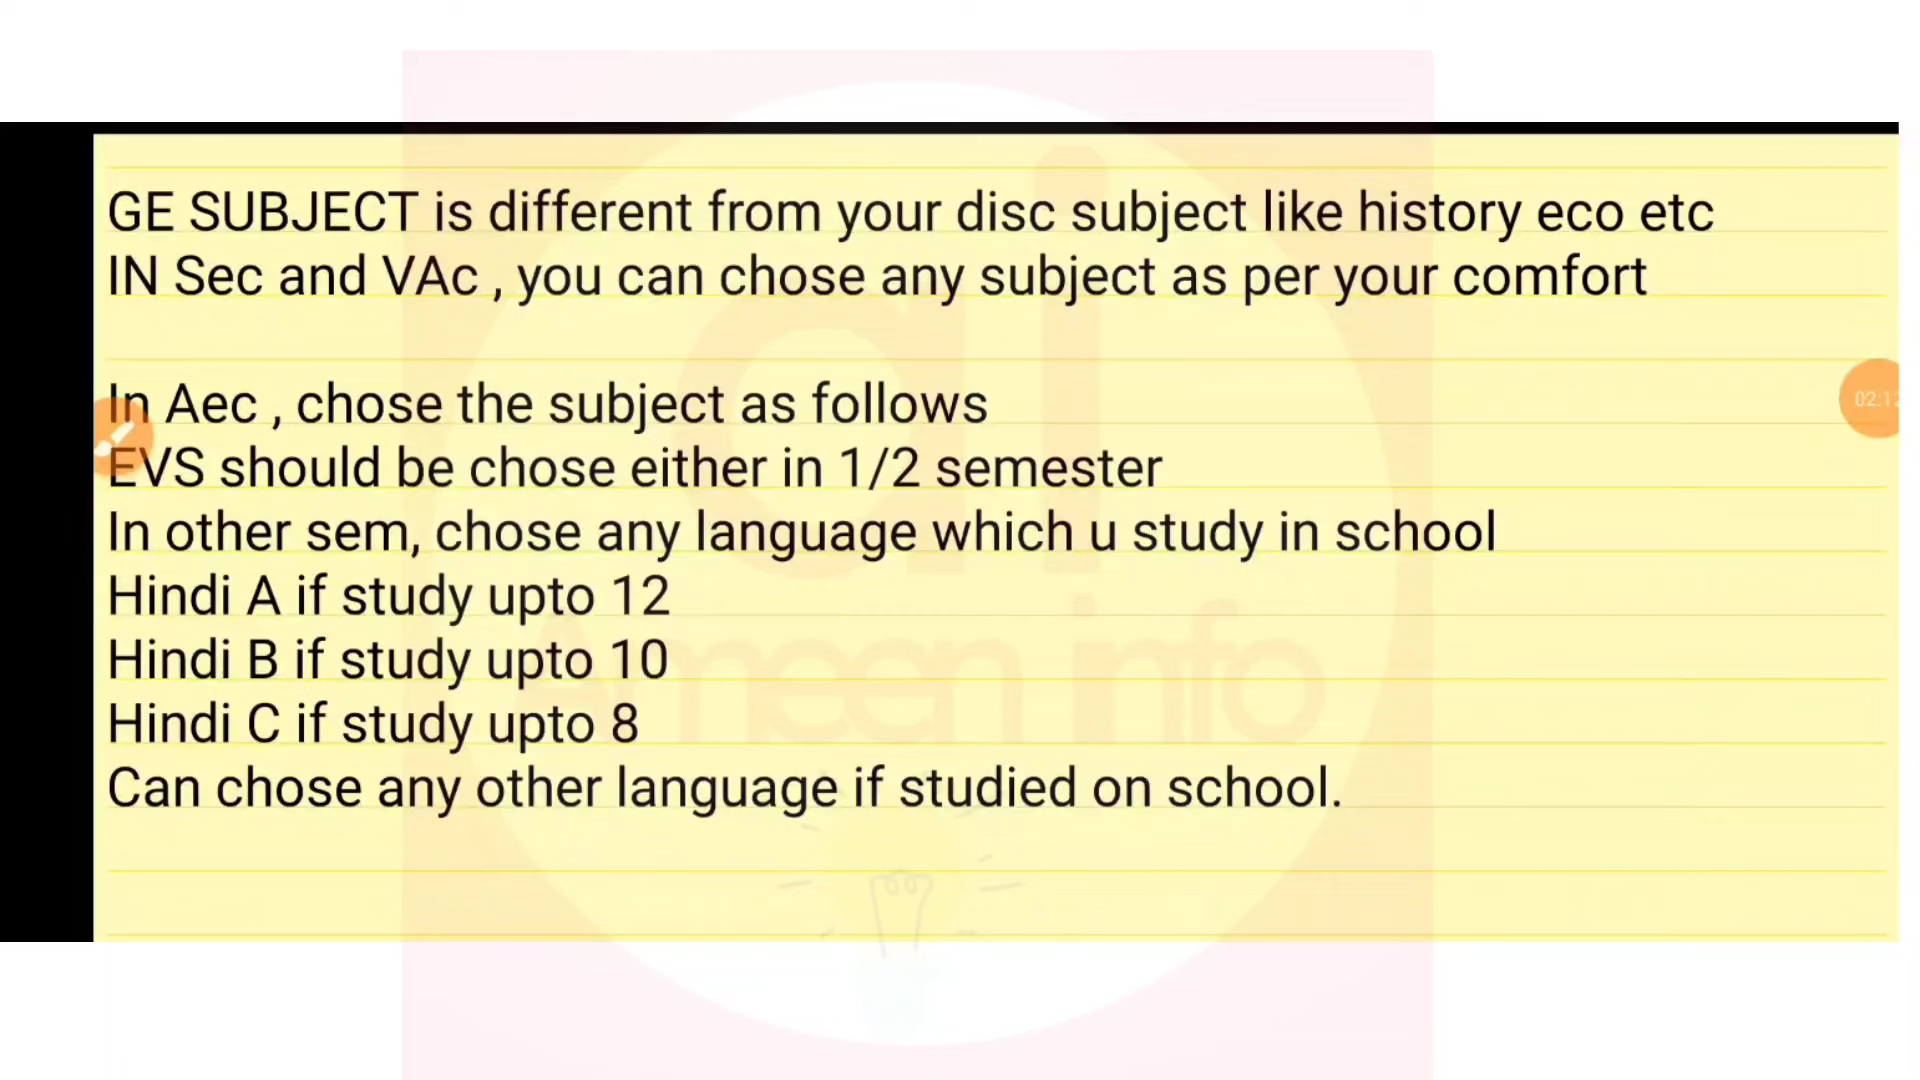 GE SUBJECT is different from your disc subject like history eco etc
IN Sec and VAc , you can chose any subject as per your comfort
In Aec , chose the subject as follows
EVS should be chose either in 1/2 semester
In other sem, chose any language which u study in school
Hindi A if study upto 12
Hindi B if study upto 10
Hindi C if study upto 8
Can chose any other language if studied on school.
ai
Ameen info